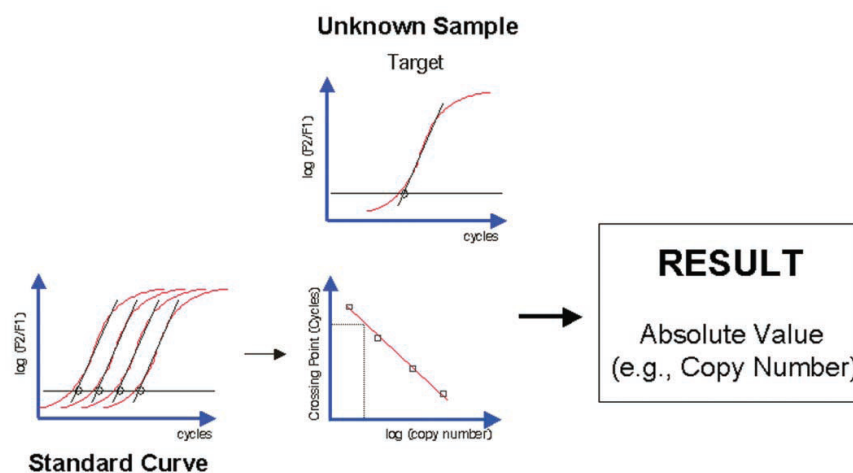 Unknown Sample
Target
log (F2/F1)
cycles
RESULT
Absolute Value
(e.g., Copy Number)
log (F2/F1)
cycles
Crossing Point (Cycles)
log (copy number)
Standard Curve